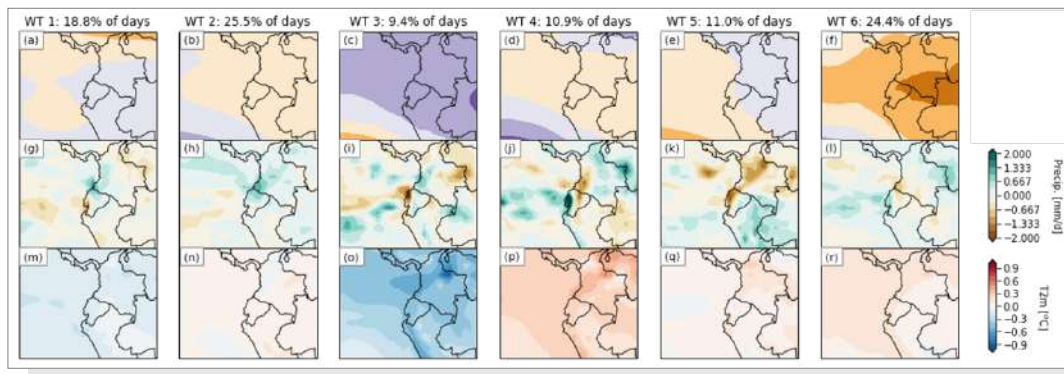 WT 1: 18.8% of days WT 2: 25.5% of days WT 3: 9.4% of days WT 4: 10.9% of days WT 5: 11.0% of days WT 6: 24.4% of days
(a) (b) (c) (d) (e) (f)
(g) (h) (i) (j) (k) (l)
2.000
1.333
0.667
0.000
−0.667
−1.333
−2.000
Precip. [mm/d]
(m) (n) (o) (p) (q) (r)
0.9
0.6
0.3
0.0
−0.3
−0.6
−0.9
T2m [°C]